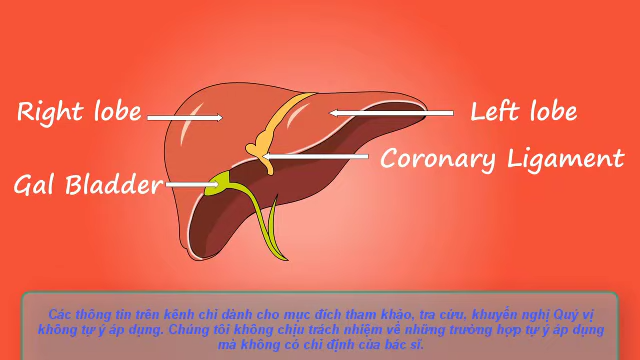 Right lobe
Left lobe
Coronary Ligament
Gal Bladder
Các thông tin trên kênh chỉ dành cho mục đích tham khảo, tra cứu, khuyến nghị Quý vị
không tự ý áp dụng. Chúng tôi không chịu trách nhiệm về những trường hợp tự ý áp dụng
mà không có chỉ định của bác sĩ.